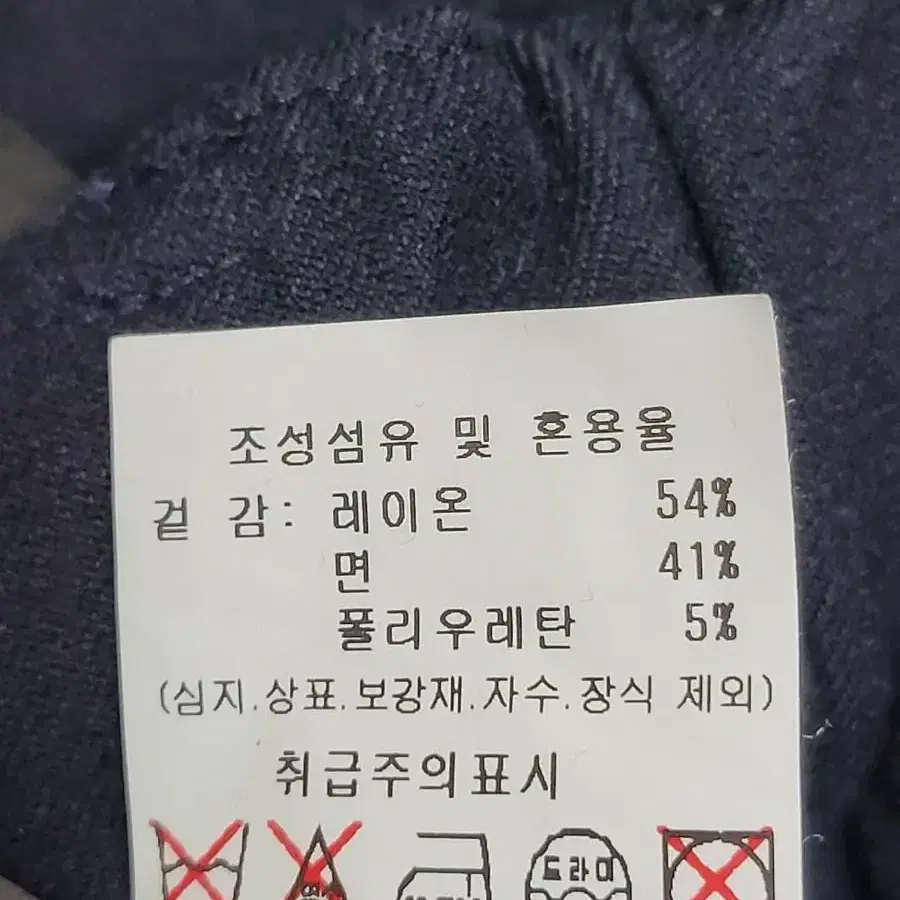 조성섬유 및 혼용율
겉 감: 레이온 54%
면 41%
폴리우레탄 5%
(심지.상표.보강재.자수.장식 제외)
취급주의표시
드라이